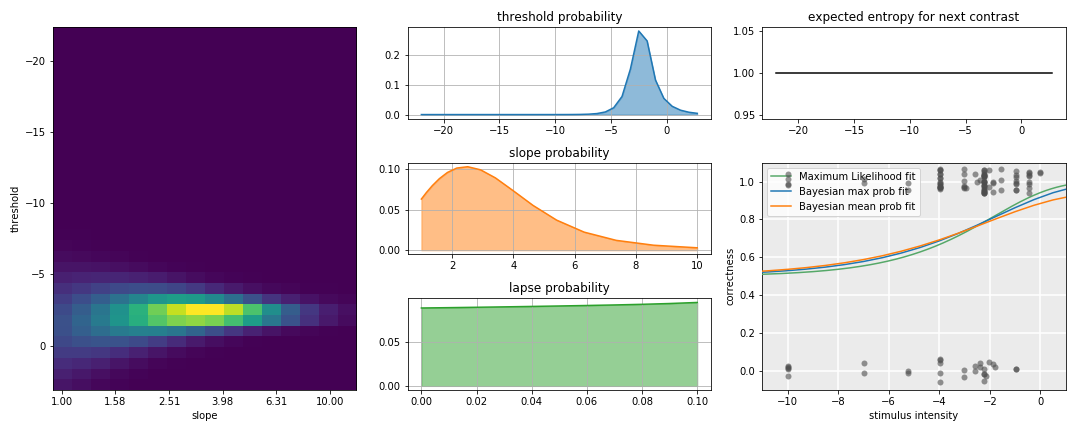 threshold
−20
−15
−10
−5
0
1.00 1.58 2.51 3.98 6.31 10.00
slope
threshold probability
0.2
0.1
0.0
−20 −15 −10 −5 0
slope probability
0.10
0.05
0.00
2 4 6 8 10
lapse probability
0.05
0.00
0.00 0.02 0.04 0.06 0.08 0.10
expected entropy for next contrast
1.05
1.00
0.95
−20 −15 −10 −5 0
Maximum Likelihood fit
Bayesian max prob fit
Bayesian mean prob fit
correctness
1.0
0.8
0.6
0.4
0.2
0.0
−10 −8 −6 −4 −2 0
stimulus intensity